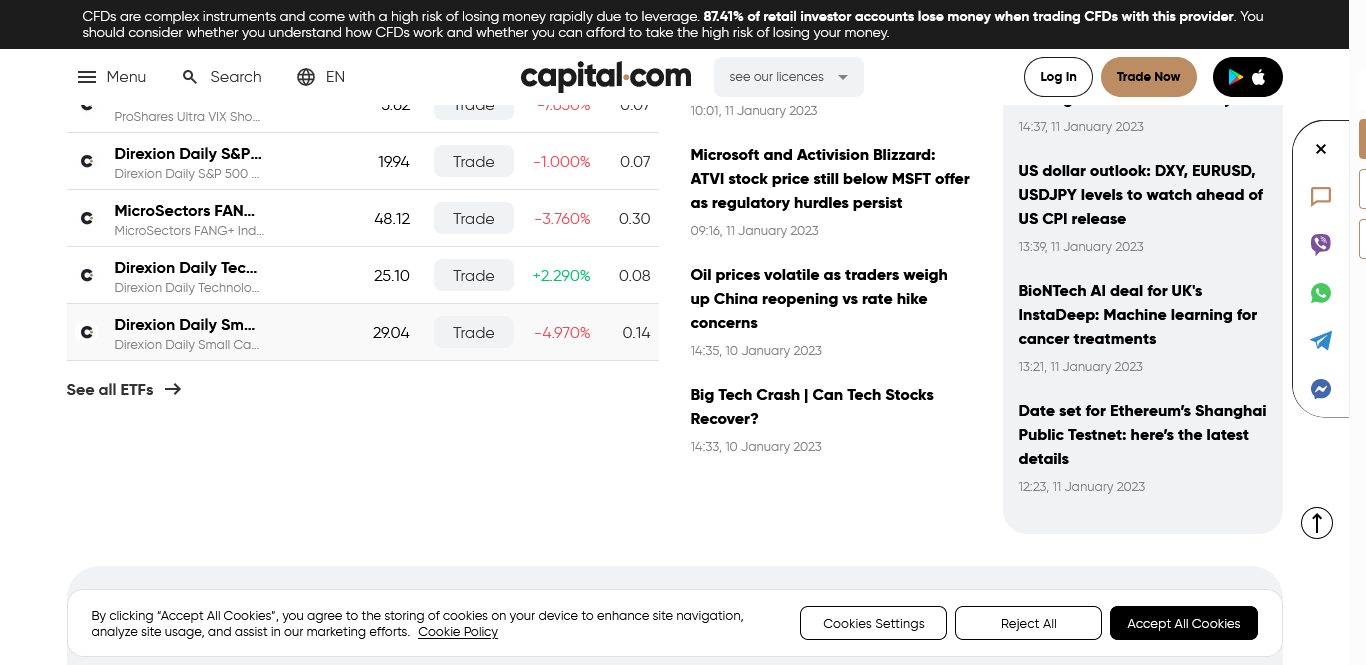 CFDs are complex instruments and come with a high risk of losing money rapidly due to leverage. 87.41% of retail investor accounts lose money when trading CFDs with this provider. You
should consider whether you understand how CFDs work and whether you can afford to take the high risk of losing your money.
Menu
Search
EN
capital.com
see our licences
Log In
Trade Now
ProShares Ultra VIX Sho...
5.62
Trade
-7.650%
0.07
Direxion Daily S&P...
Direxion Daily S&P 500 ...
19.94
Trade
-1.000%
0.07
MicroSectors FAN...
MicroSectors FANG+ Ind...
48.12
Trade
-3.760%
0.30
Direxion Daily Tec...
Direxion Daily Technolo...
25.10
Trade
+2.290%
0.08
Direxion Daily Sm...
Direxion Daily Small Ca...
29.04
Trade
-4.970%
0.14
See all ETFs
10:01, 11 January 2023
Microsoft and Activision Blizzard:
ATVI stock price still below MSFT offer
as regulatory hurdles persist
09:16, 11 January 2023
Oil prices volatile as traders weigh
up China reopening vs rate hike
concerns
14:35, 10 January 2023
Big Tech Crash | Can Tech Stocks
Recover?
14:33, 10 January 2023
14:37, 11 January 2023
US dollar outlook: DXY, EURUSD,
USDJPY levels to watch ahead of
US CPI release
13:39, 11 January 2023
BioNTech AI deal for UK's
InstaDeep: Machine learning for
cancer treatments
13:21, 11 January 2023
Date set for Ethereum’s Shanghai
Public Testnet: here’s the latest
details
12:23, 11 January 2023
By clicking “Accept All Cookies”, you agree to the storing of cookies on your device to enhance site navigation,
analyze site usage, and assist in our marketing efforts. Cookie Policy
Cookies Settings
Reject All
Accept All Cookies